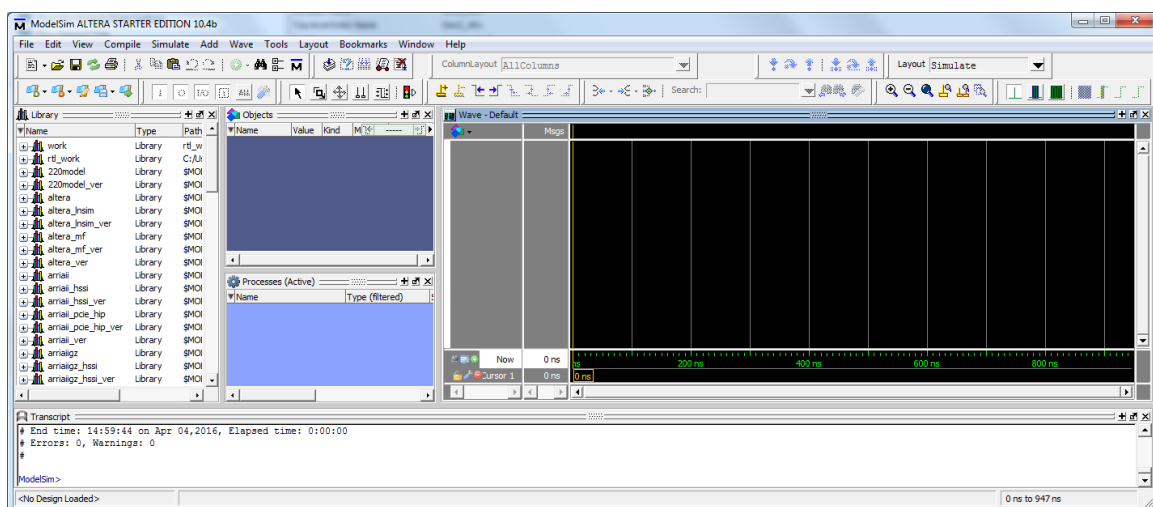 ModelSim ALTERA STARTER EDITION 10.4b
File Edit View Compile Simulate Add Wave Tools Layout Bookmarks Window Help
ColumnLayout AllColumns
Layout Simulate
Search:
Library
Name Type Path
work Library rtl_w
rtl_work Library C:/U
220model Library $MOI
220model_ver Library $MOI
altera Library $MOI
altera_lnsim Library $MOI
altera_lnsim_ver Library $MOI
altera_mf Library $MOI
altera_mf_ver Library $MOI
altera_ver Library $MOI
arriaii Library $MOI
arriaii_hssi Library $MOI
arriaii_hssi_ver Library $MOI
arriaii_pcie_hip Library $MOI
arriaii_pcie_hip_ver Library $MOI
arriaii_ver Library $MOI
arriaiigz Library $MOI
arriaiigz_hssi Library $MOI
arriaiigz_hssi_ver Library $MOI
Objects
Name Value Kind M
Processes (Active)
Name Type (filtered)
Wave - Default
Msgs
Now 0 ns
Cursor 1 0 ns
ns 200 ns 400 ns 600 ns 800 ns
0 ns
Transcript
# End time: 14:59:44 on Apr 04,2016, Elapsed time: 0:00:00
# Errors: 0, Warnings: 0
#
ModelSim>
<No Design Loaded>
0 ns to 947 ns